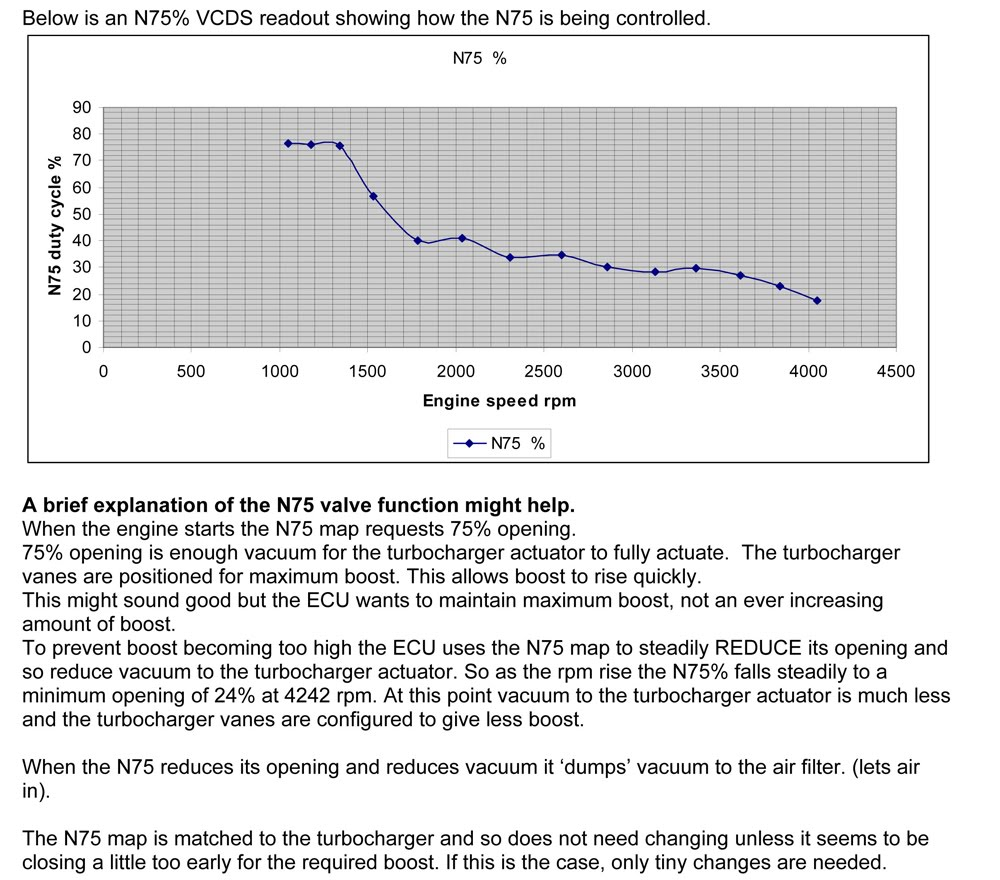 Below is an N75% VCDS readout showing how the N75 is being controlled.
N75 %
90
80
70
60
50
40
30
20
10
0
N75 duty cycle %
0 500 1000 1500 2000 2500 3000 3500 4000 4500
Engine speed rpm
N75 %
A brief explanation of the N75 valve function might help.
When the engine starts the N75 map requests 75% opening.
75% opening is enough vacuum for the turbocharger actuator to fully actuate. The turbocharger
vanes are positioned for maximum boost. This allows boost to rise quickly.
This might sound good but the ECU wants to maintain maximum boost, not an ever increasing
amount of boost.
To prevent boost becoming too high the ECU uses the N75 map to steadily REDUCE its opening and
so reduce vacuum to the turbocharger actuator. So as the rpm rise the N75% falls steadily to a
minimum opening of 24% at 4242 rpm. At this point vacuum to the turbocharger actuator is much less
and the turbocharger vanes are configured to give less boost.
When the N75 reduces its opening and reduces vacuum it ‘dumps’ vacuum to the air filter. (lets air
in).
The N75 map is matched to the turbocharger and so does not need changing unless it seems to be
closing a little too early for the required boost. If this is the case, only tiny changes are needed.